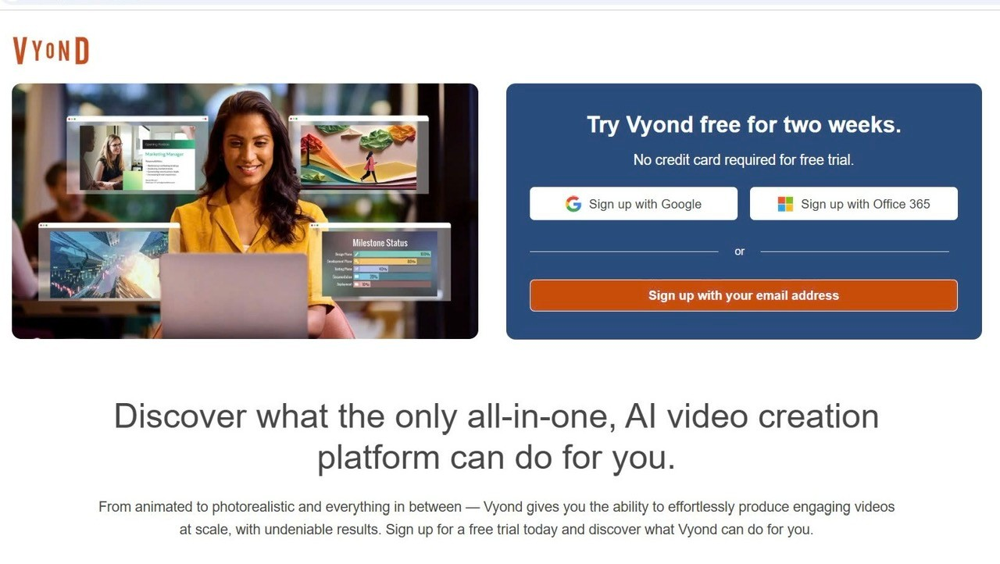 VYOND
Marketing Manager
Milestone Status
Try Vyond free for two weeks.
No credit card required for free trial.
Sign up with Google
Sign up with Office 365
or
Sign up with your email address
Discover what the only all-in-one, AI video creation
platform can do for you.
From animated to photorealistic and everything in between — Vyond gives you the ability to effortlessly produce engaging videos
at scale, with undeniable results. Sign up for a free trial today and discover what Vyond can do for you.